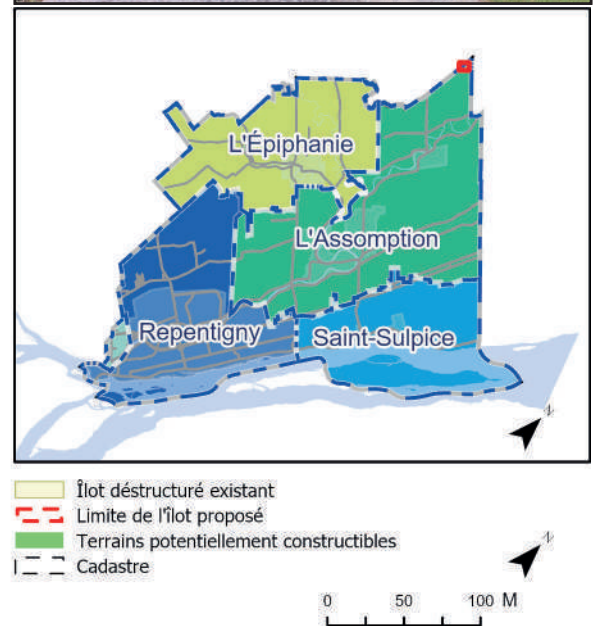 L'Épiphanie
L'Assomption
Repentigny
Saint-Sulpice
N
Îlot déstructuré existant
Limite de l'îlot proposé
Terrains potentiellement constructibles
Cadastre
N
0 50 100 M